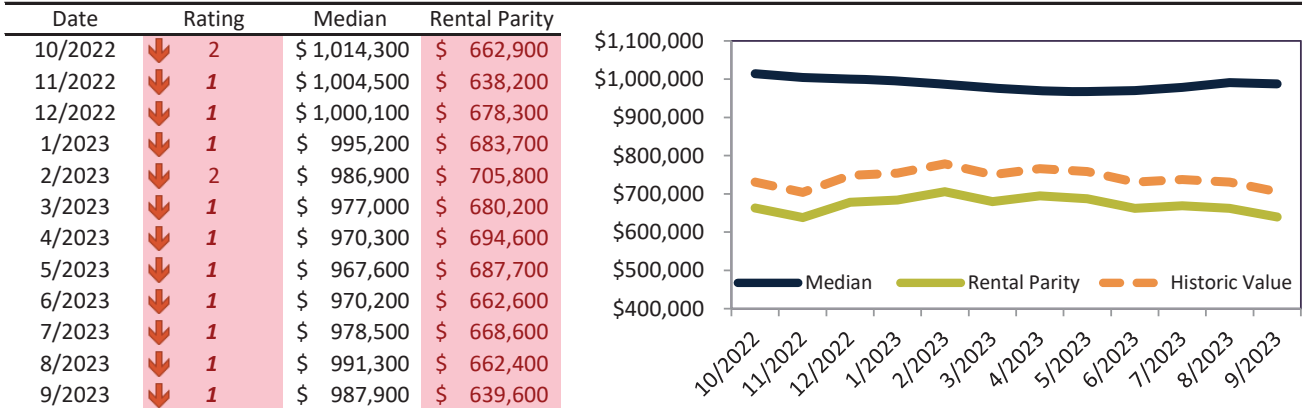 Date Rating Median Rental Parity
10/2022 2 $ 1,014,300 $ 662,900
11/2022 1 $ 1,004,500 $ 638,200
12/2022 1 $ 1,000,100 $ 678,300
1/2023 1 $ 995,200 $ 683,700
2/2023 2 $ 986,900 $ 705,800
3/2023 1 $ 977,000 $ 680,200
4/2023 1 $ 970,300 $ 694,600
5/2023 1 $ 967,600 $ 687,700
6/2023 1 $ 970,200 $ 662,600
7/2023 1 $ 978,500 $ 668,600
8/2023 1 $ 991,300 $ 662,400
9/2023 1 $ 987,900 $ 639,600
$1,100,000
$1,000,000
$900,000
$800,000
$700,000
$600,000
$500,000
$400,000
Median Rental Parity Historic Value
10/2022 11/2022 12/2022 1/2023 2/2023 3/2023 4/2023 5/2023 6/2023 7/2023 8/2023 9/2023